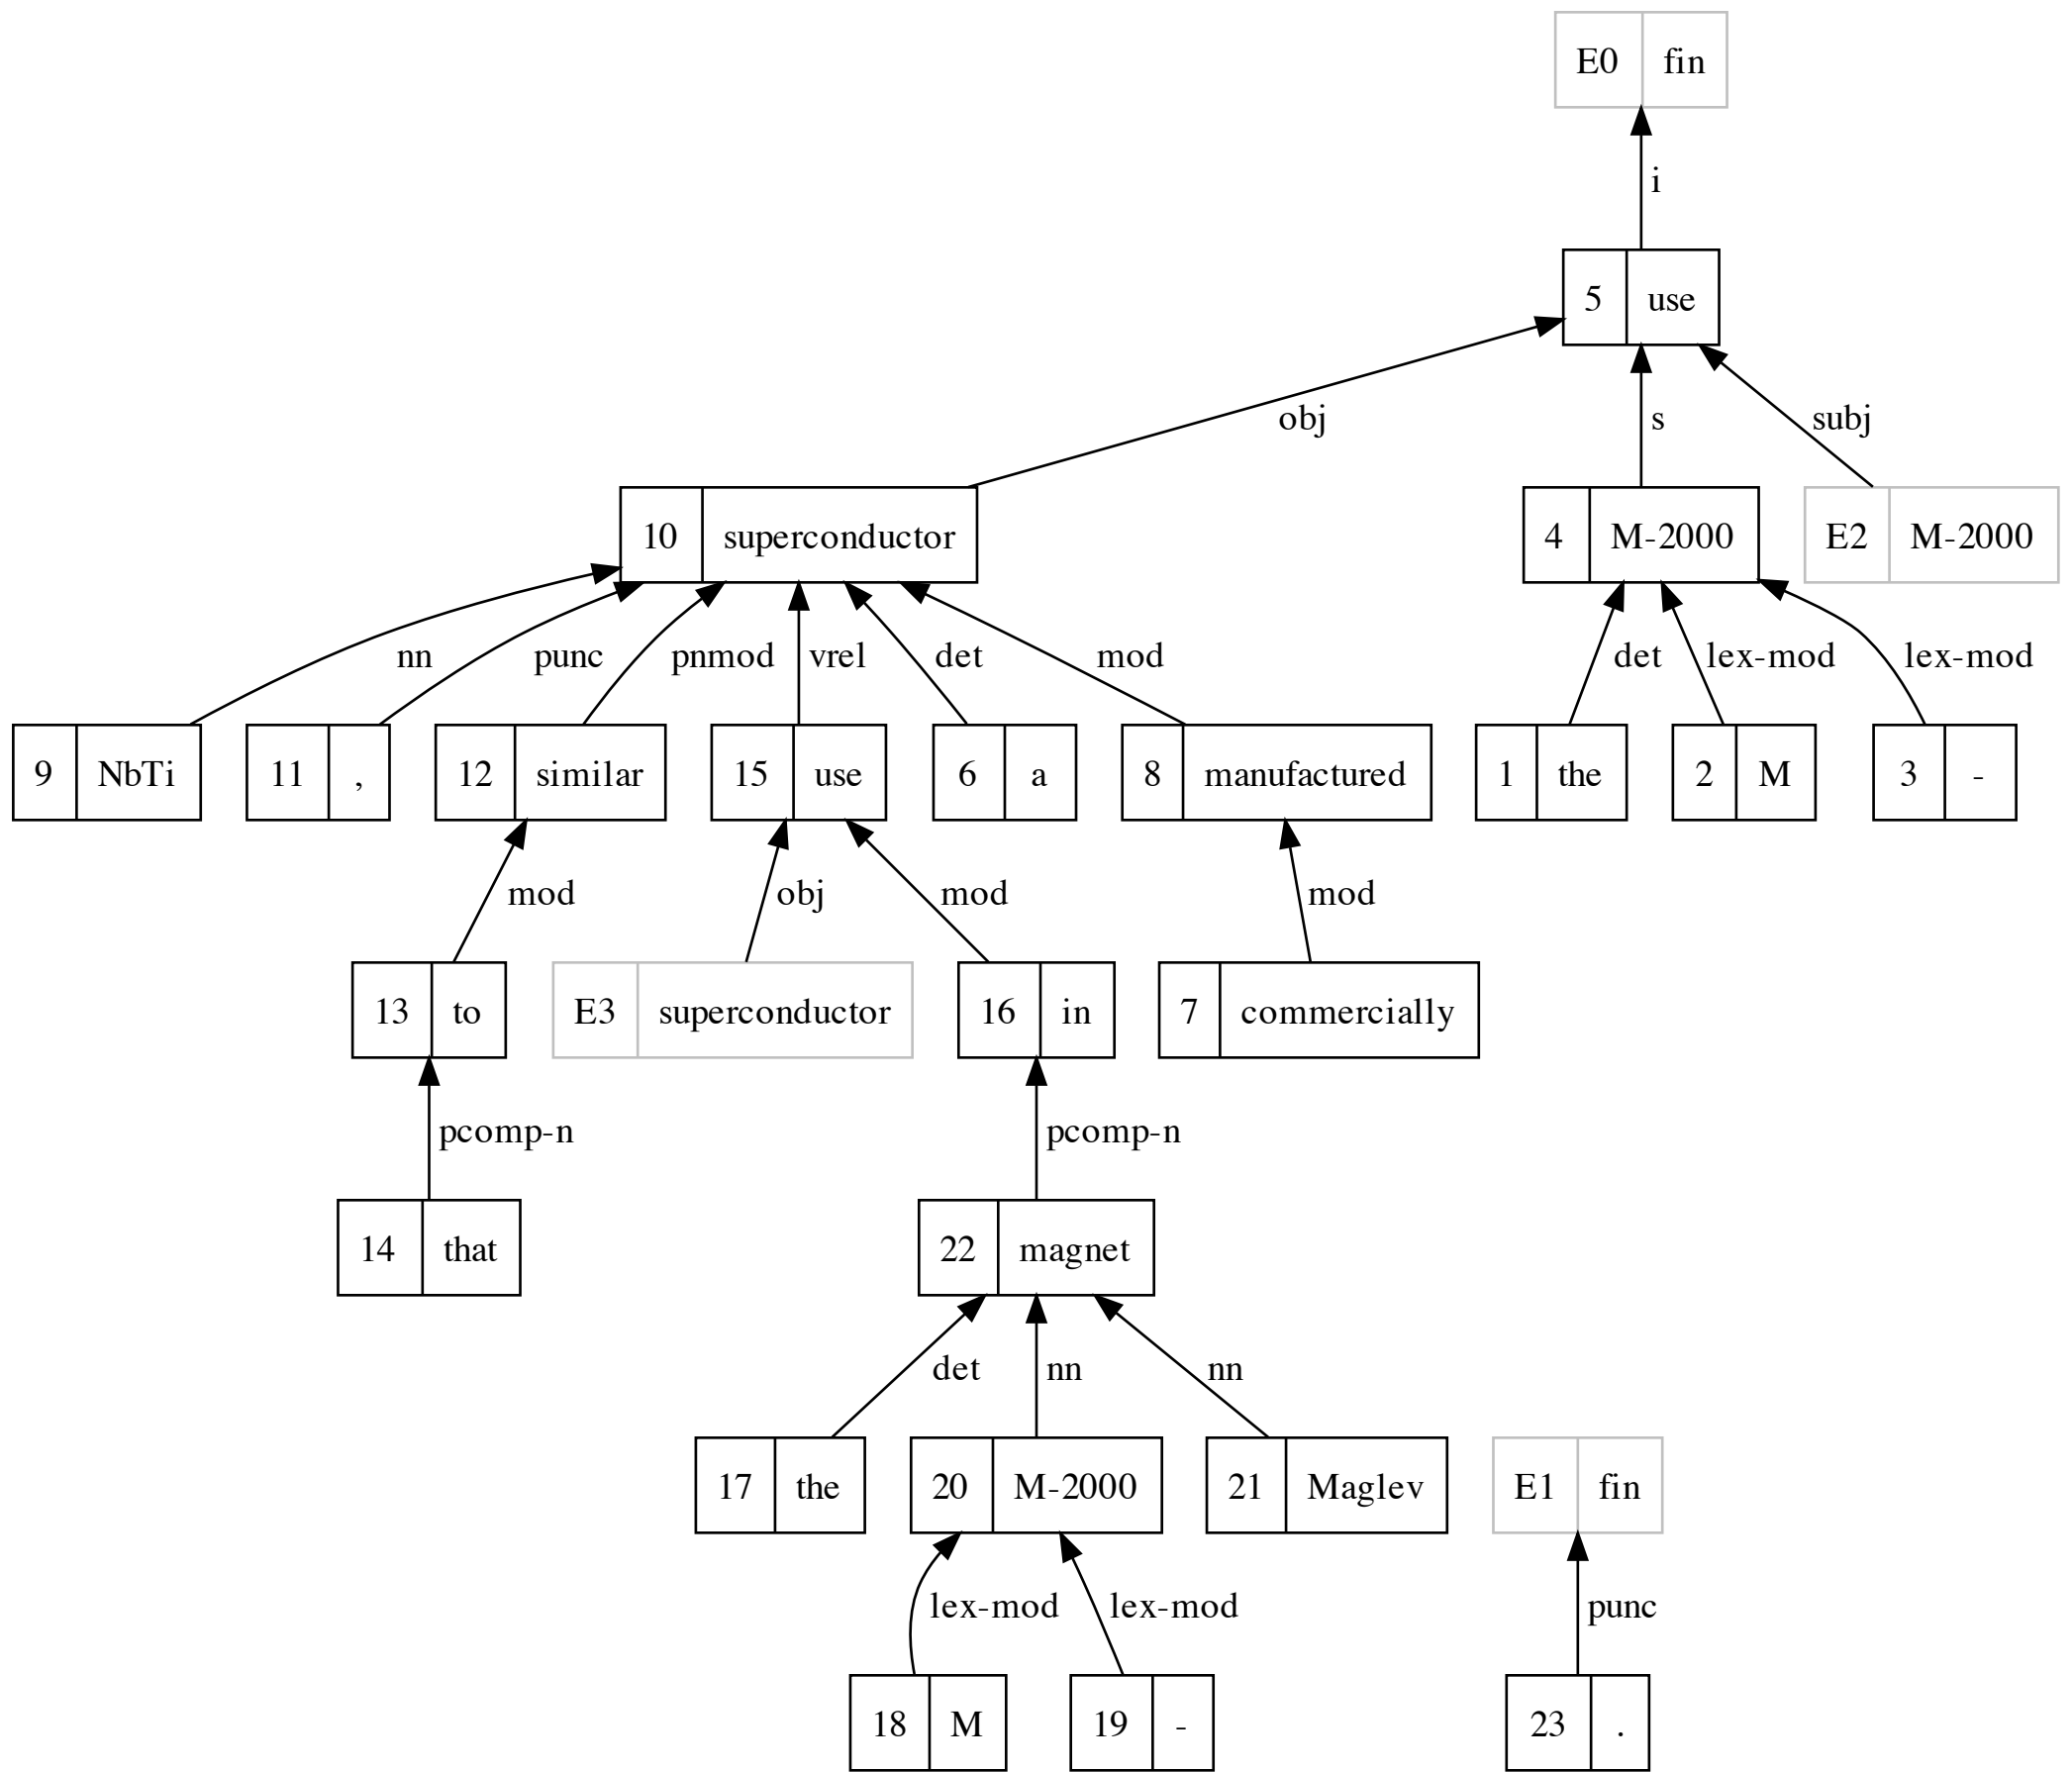 E0 fin
i
5 use
obj s subj
10 superconductor 4 M-2000 E2 M-2000
nn punc pnmod vrel det mod det lex-mod lex-mod
9 NbTi 11 , 12 similar 15 use 6 a 8 manufactured 1 the 2 M 3 -
mod obj mod mod
13 to E3 superconductor 16 in 7 commercially
pcomp-n pcomp-n
14 that 22 magnet
det nn nn
17 the 20 M-2000 21 Maglev E1 fin
lex-mod lex-mod punc
18 M 19 - 23 .